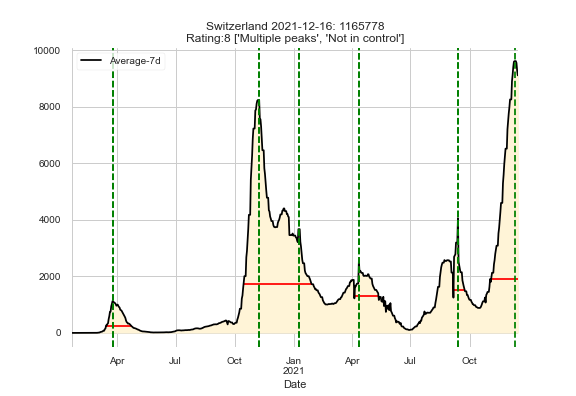 Switzerland 2021-12-16: 1165778
Rating:8 ['Multiple peaks', 'Not in control']
Average-7d
10000
8000
6000
4000
2000
0
Apr Jul Oct Jan Apr Jul Oct
2021
Date